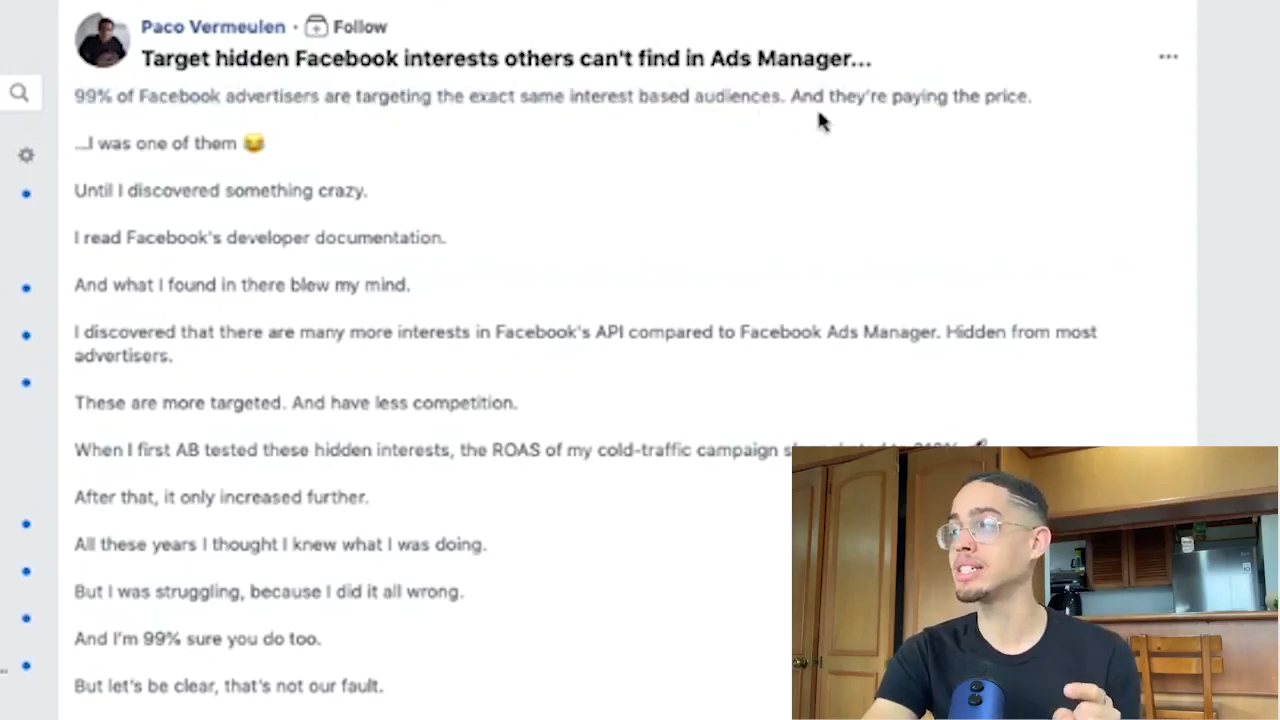 Paco Vermeulen · Follow
Target hidden Facebook interests others can't find in Ads Manager...
99% of Facebook advertisers are targeting the exact same interest based audiences. And they're paying the price.
...I was one of them 😂
Until I discovered something crazy.
I read Facebook's developer documentation.
And what I found in there blew my mind.
I discovered that there are many more interests in Facebook's API compared to Facebook Ads Manager. Hidden from most
advertisers.
These are more targeted. And have less competition.
When I first AB tested these hidden interests, the ROAS of my cold-traffic campaign
After that, it only increased further.
All these years I thought I knew what I was doing.
But I was struggling, because I did it all wrong.
And I'm 99% sure you do too.
But let's be clear, that's not our fault.